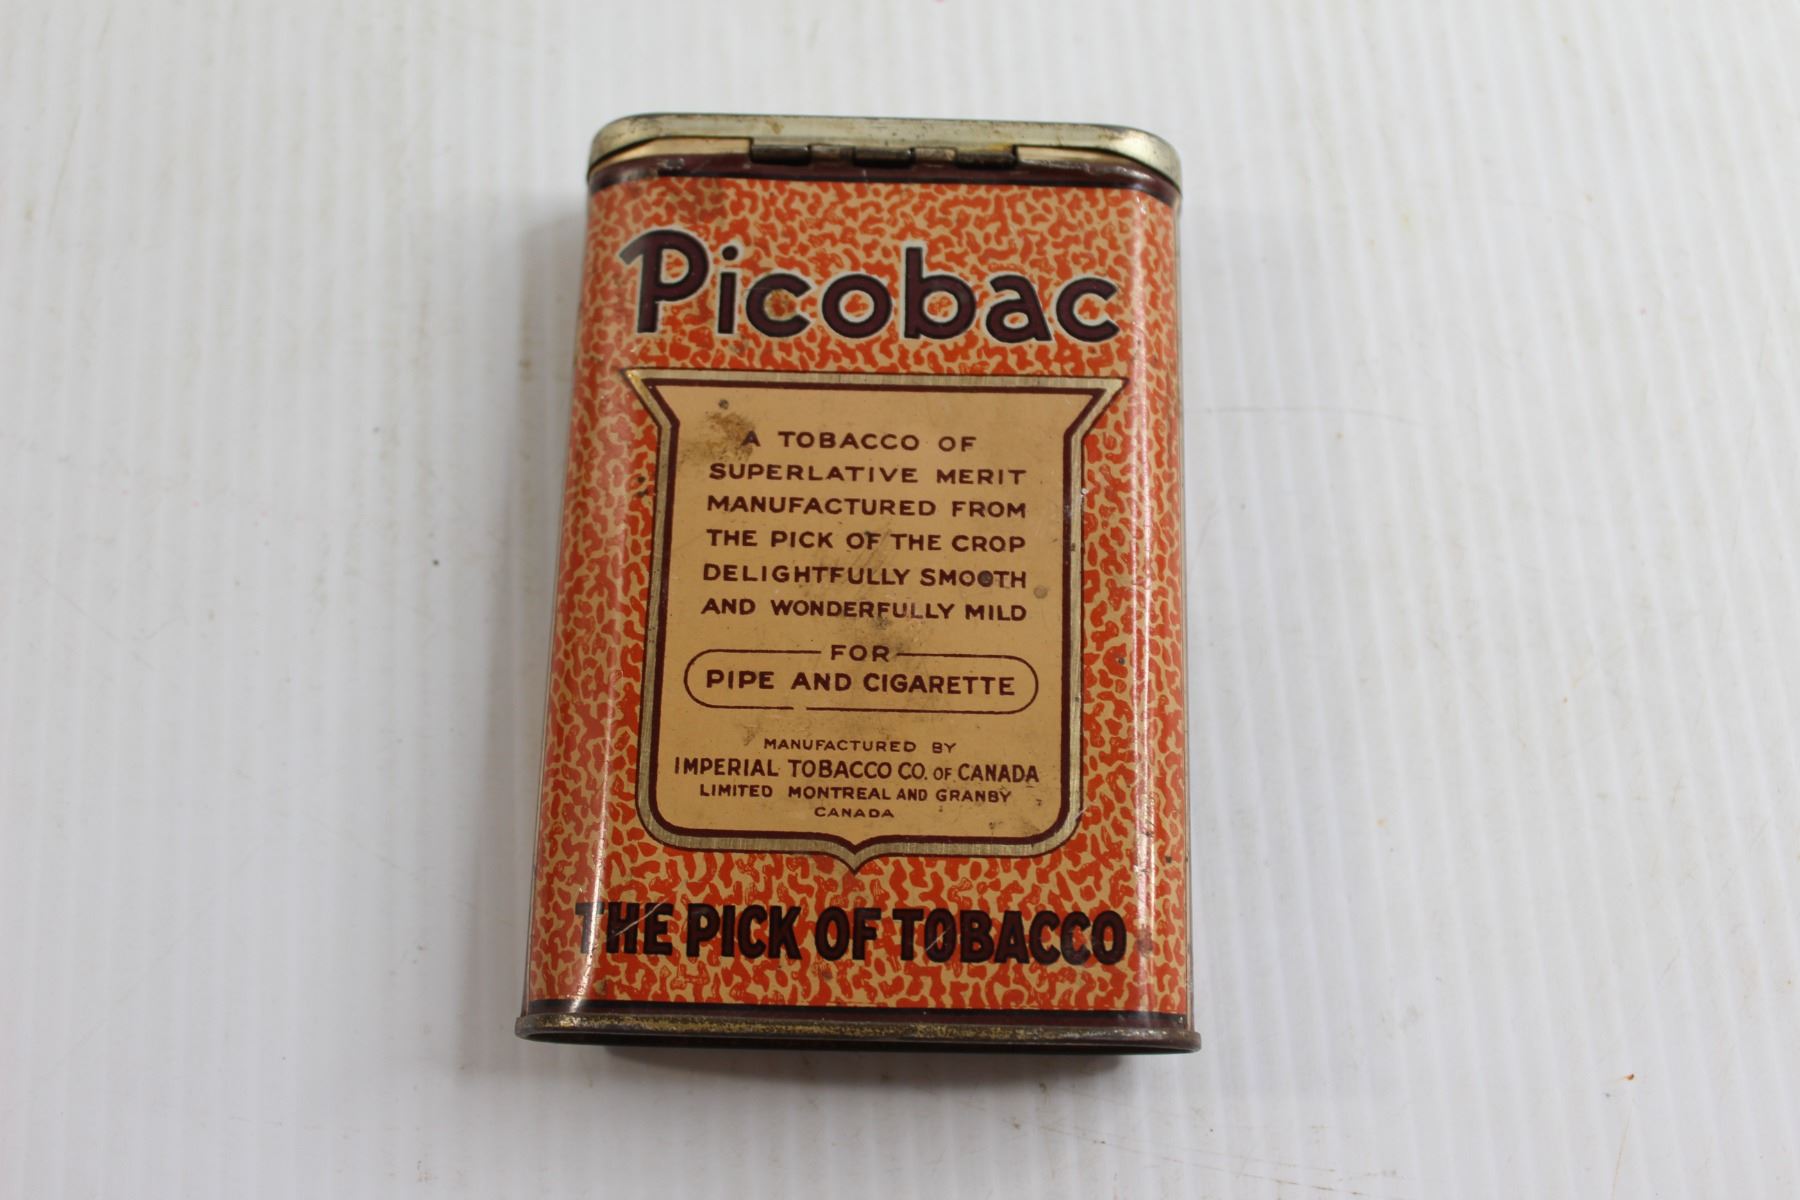 Picobac
A TOBACCO OF
SUPERLATIVE MERIT
MANUFACTURED FROM
THE PICK OF THE CROP
DELIGHTFULLY SMOOTH
AND WONDERFULLY MILD
FOR
PIPE AND CIGARETTE
MANUFACTURED BY
IMPERIAL TOBACCO CO. OF CANADA
LIMITED MONTREAL AND GRANBY
CANADA
THE PICK OF TOBACCO